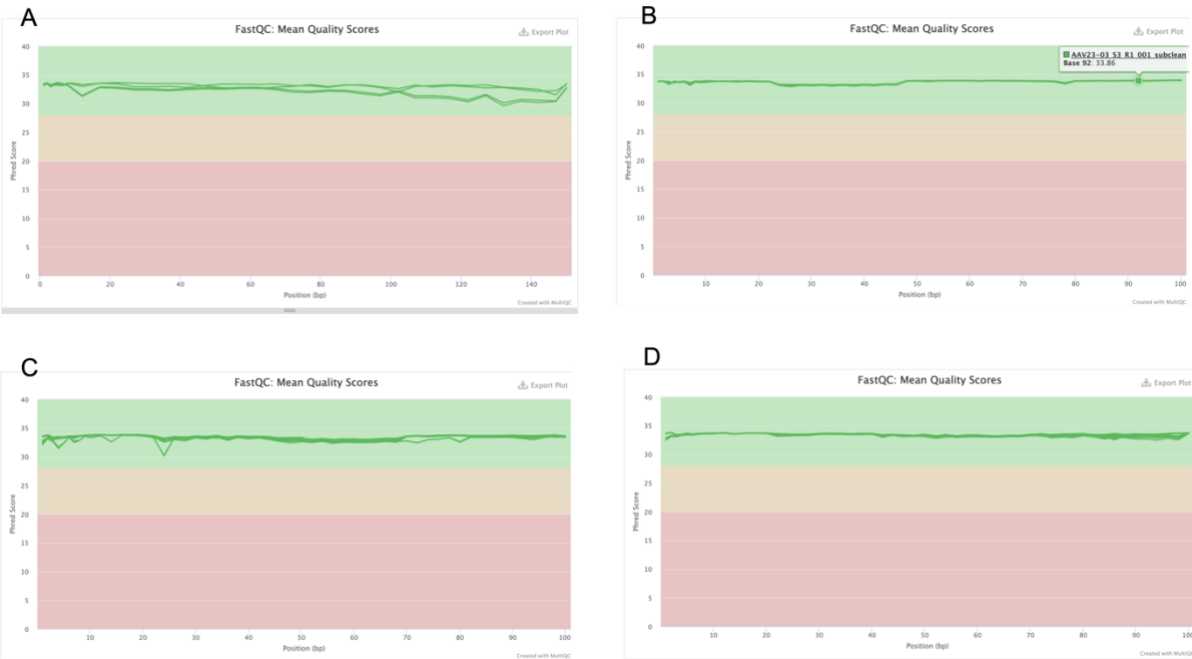 A
FastQC: Mean Quality Scores
Export Plot
40
35
30
25
20
15
10
5
0
Phred Score
0 20 40 60 80 100 120 140
Position (bp)
Created with MultiQC
B
FastQC: Mean Quality Scores
Export Plot
AAV23-03_S3_R1_001_subclean
Base 92: 33.86
40
35
30
25
20
15
10
5
0
Phred Score
10 20 30 40 50 60 70 80 90 100
Position (bp)
Created with MultiQC
C
FastQC: Mean Quality Scores
Export Plot
40
35
30
25
20
15
10
5
0
Phred Score
10 20 30 40 50 60 70 80 90 100
Position (bp)
Created with MultiQC
D
FastQC: Mean Quality Scores
Export Plot
40
35
30
25
20
15
10
5
0
Phred Score
10 20 30 40 50 60 70 80 90 100
Position (bp)
Created with MultiQC